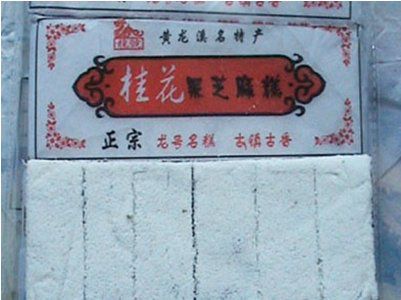 黄龙溪名特产
桂花黑芝麻糕
正宗 龙号名糕 古镇古香